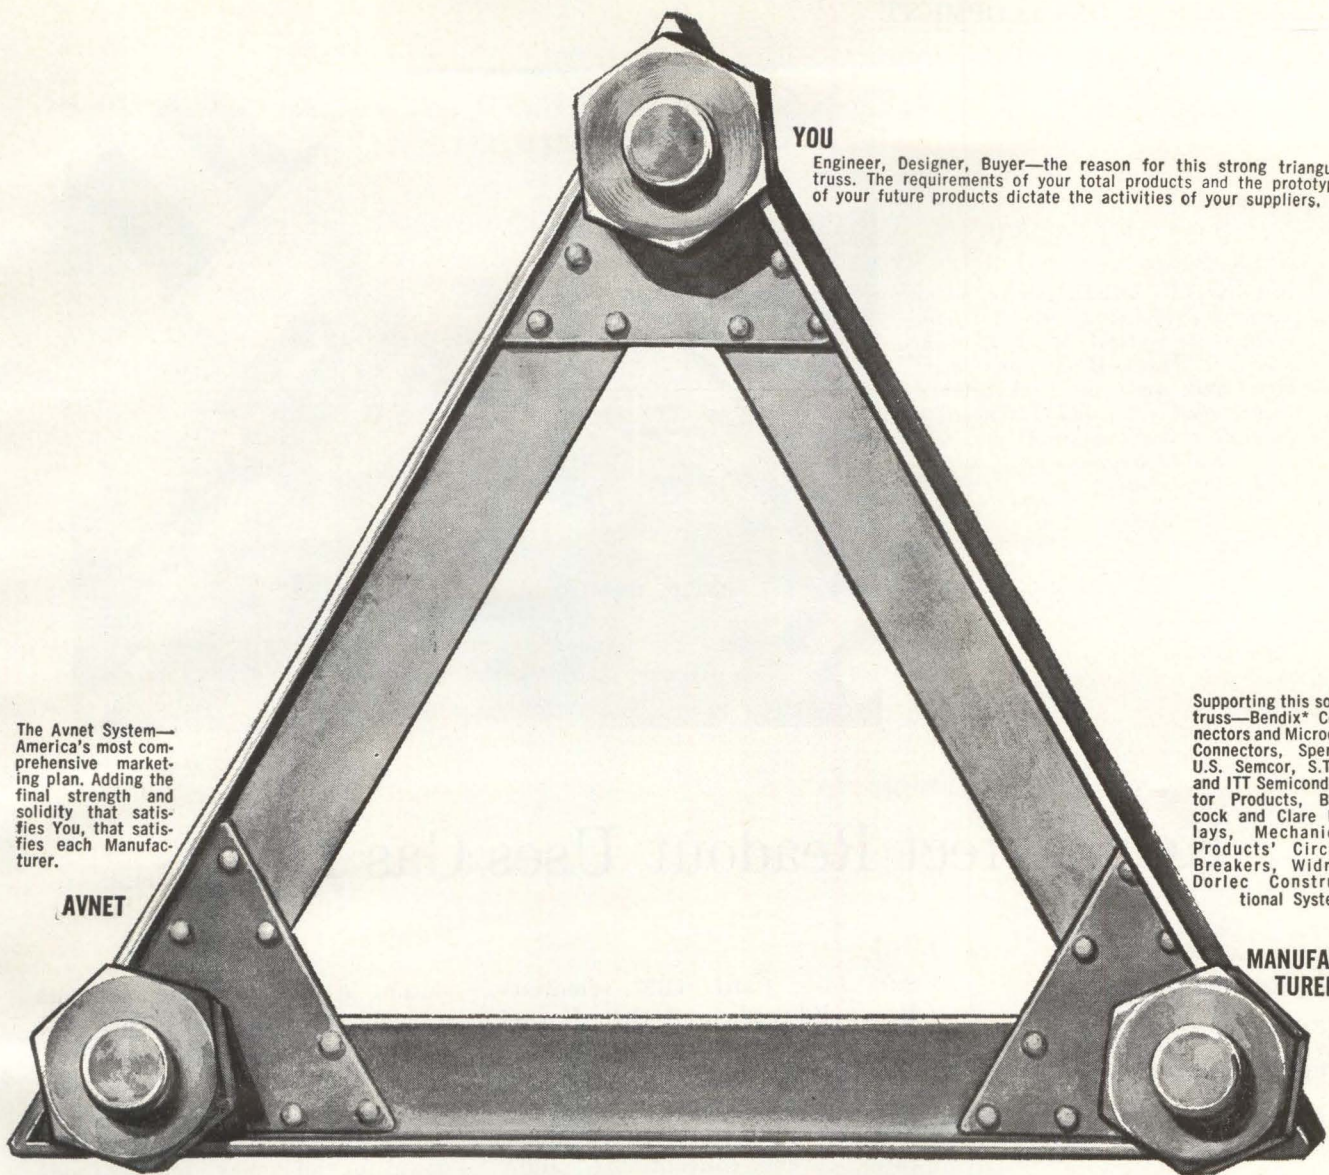 YOU
Engineer, Designer, Buyer—the reason for this strong triangu
truss. The requirements of your total products and the prototyp
of your future products dictate the activities of your suppliers.
The Avnet System—
America's most com-
prehensive market-
ing plan. Adding the
final strength and
solidity that satis-
fies You, that satis-
fies each Manufac-
turer.
AVNET
Supporting this so
truss—Bendix* C
nectors and Micro
Connectors, Sper
U.S. Semcor, S.T
and ITT Semicond
tor Products, B
cock and Clare
lays, Mechanic
Products' Circ
Breakers, Widn
Dorlec Constru
tional Syste
MANUFA
TURE